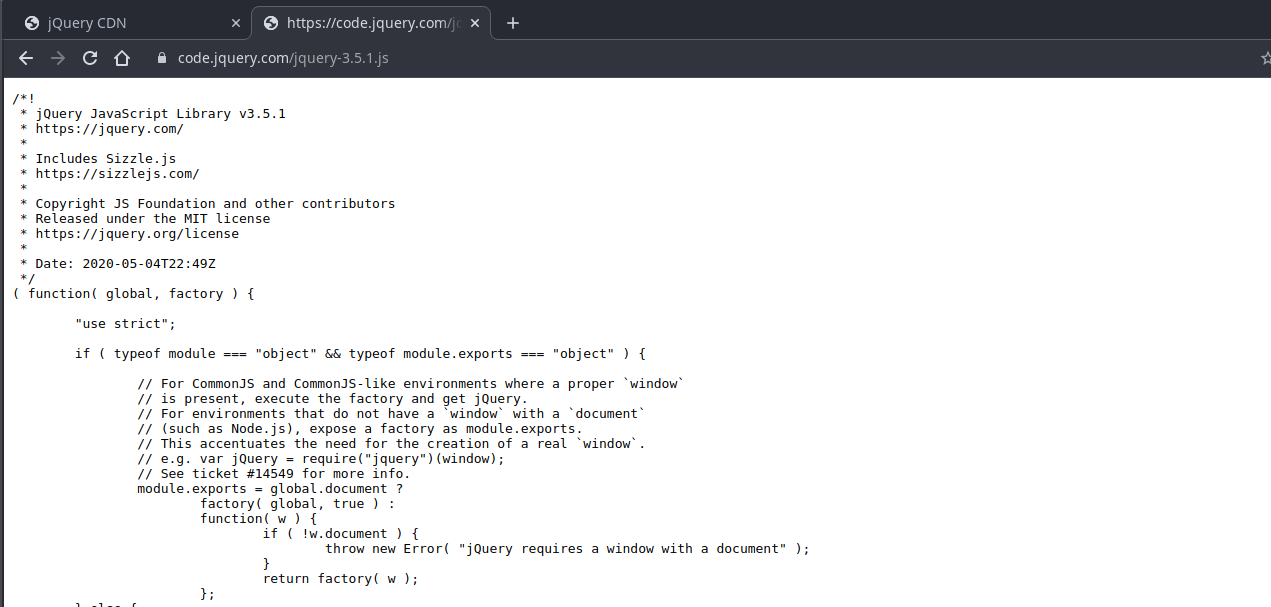 jQuery CDN
https://code.jquery.com/jq
code.jquery.com/jquery-3.5.1.js
/*!
 * jQuery JavaScript Library v3.5.1
 * https://jquery.com/
 *
 * Includes Sizzle.js
 * https://sizzlejs.com/
 *
 * Copyright JS Foundation and other contributors
 * Released under the MIT license
 * https://jquery.org/license
 *
 * Date: 2020-05-04T22:49Z
 */
( function( global, factory ) {

	"use strict";

	if ( typeof module === "object" && typeof module.exports === "object" ) {

		// For CommonJS and CommonJS-like environments where a proper `window`
		// is present, execute the factory and get jQuery.
		// For environments that do not have a `window` with a `document`
		// (such as Node.js), expose a factory as module.exports.
		// This accentuates the need for the creation of a real `window`.
		// e.g. var jQuery = require("jquery")(window);
		// See ticket #14549 for more info.
		module.exports = global.document ?
			factory( global, true ) :
			function( w ) {
				if ( !w.document ) {
					throw new Error( "jQuery requires a window with a document" );
				}
				return factory( w );
			};
	} else {